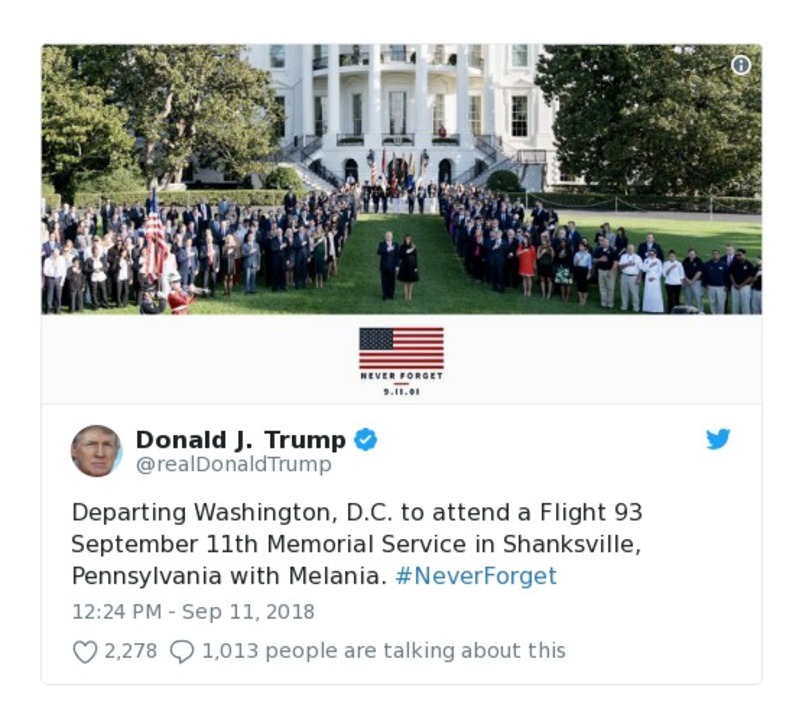 NEVER FORGET
9.11.01
Donald J. Trump
@realDonaldTrump
Departing Washington, D.C. to attend a Flight 93
September 11th Memorial Service in Shanksville,
Pennsylvania with Melania. #NeverForget
12:24 PM - Sep 11, 2018
2,278 1,013 people are talking about this